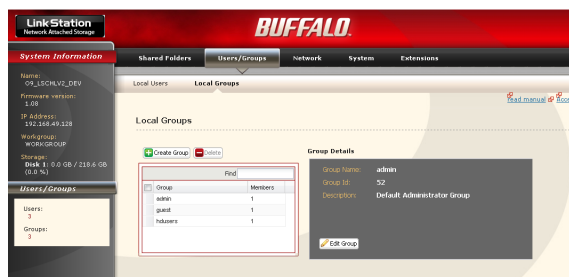 LinkStation
Network Attached Storage
BUFFALO
System Information
Shared Folders
Users/Groups
Network
System
Extensions
Name:
09_LSCHLV2_DEV
Firmware version:
1.08
IP Address:
192.168.49.128
Workgroup:
WORKGROUP
Storage:
Disk 1: 0.0 GB / 218.6 GB
(0.0 %)
Users/Groups
Users:
3
Groups:
3
Local Users
Local Groups
Read manual
Local Groups
Create Group
Delete
Find
Group
Members
admin
1
guest
1
hdusers
1
Group Details
Group Name:
admin
Group Id:
52
Description:
Default Administrator Group
Edit Group